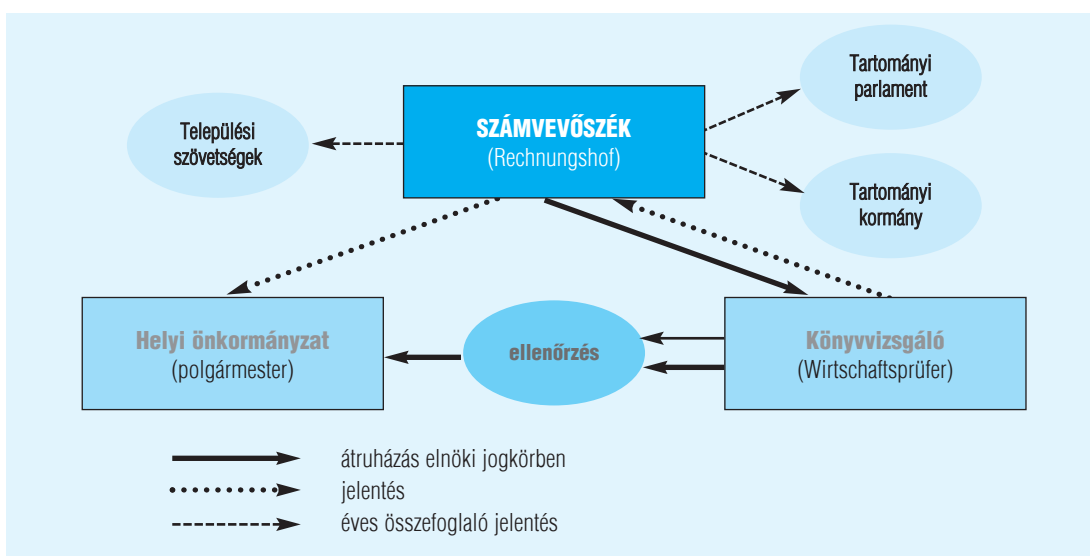 Tartományi
parlament
SZÁMVEVŐSZÉK
(Rechnungshof)
Települési
szövetségek
Tartományi
kormány
Helyi önkormányzat
(polgármester)
ellenőrzés
Könyvvizsgáló
(Wirtschaftsprüfer)
átruházás elnöki jogkörben
jelentés
éves összefoglaló jelentés